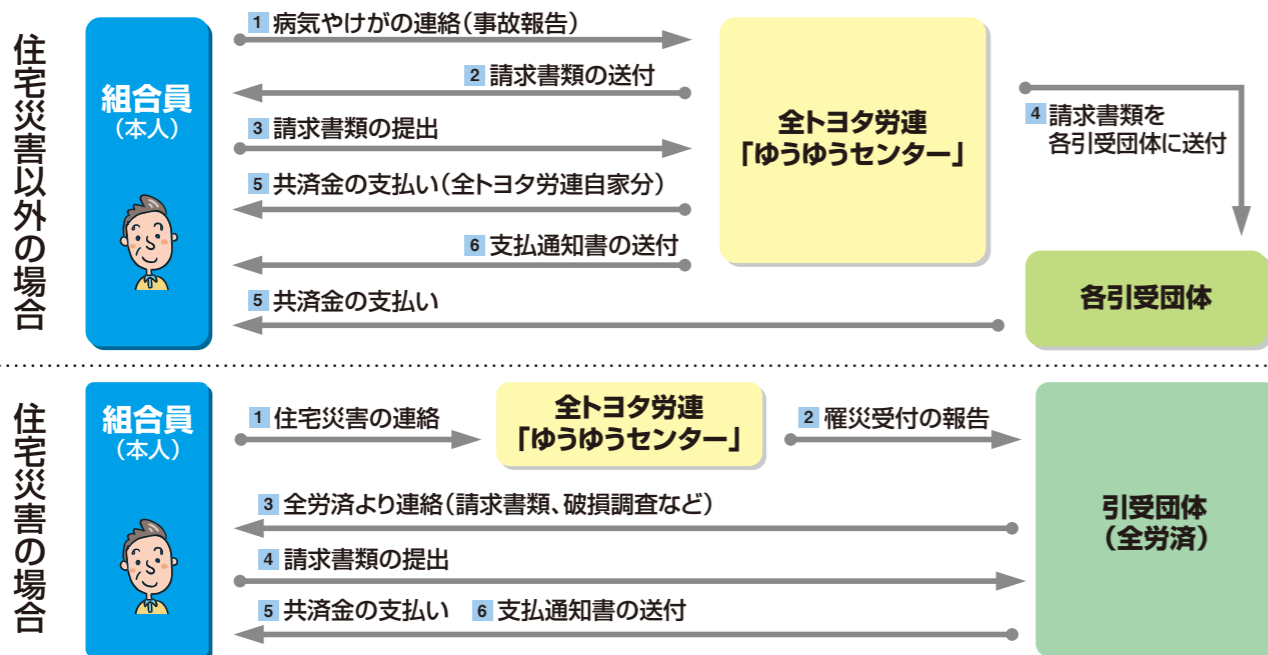 住宅災害以外の場合
組合員
(本人)
1 病気やけがの連絡(事故報告)
2 請求書類の送付
3 請求書類の提出
5 共済金の支払い(全トヨタ労連自家分)
6 支払通知書の送付
5 共済金の支払い
全トヨタ労連
「ゆうゆうセンター」
4 請求書類を
各引受団体に送付
各引受団体
住宅災害の場合
組合員
(本人)
1 住宅災害の連絡
全トヨタ労連
「ゆうゆうセンター」
2 罹災受付の報告
3 全労済より連絡(請求書類、破損調査など)
4 請求書類の提出
5 共済金の支払い 6 支払通知書の送付
引受団体
(全労済)